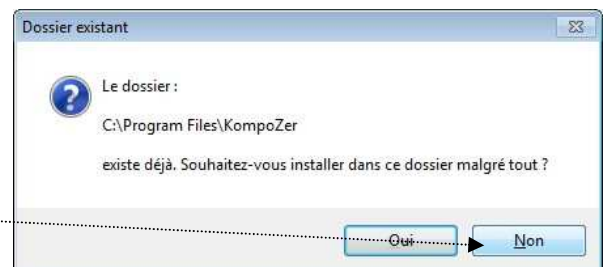 Dossier existant
Le dossier :
C:\Program Files\KompoZer
existe déjà. Souhaitez-vous installer dans ce dossier malgré tout ?
Oui
Non